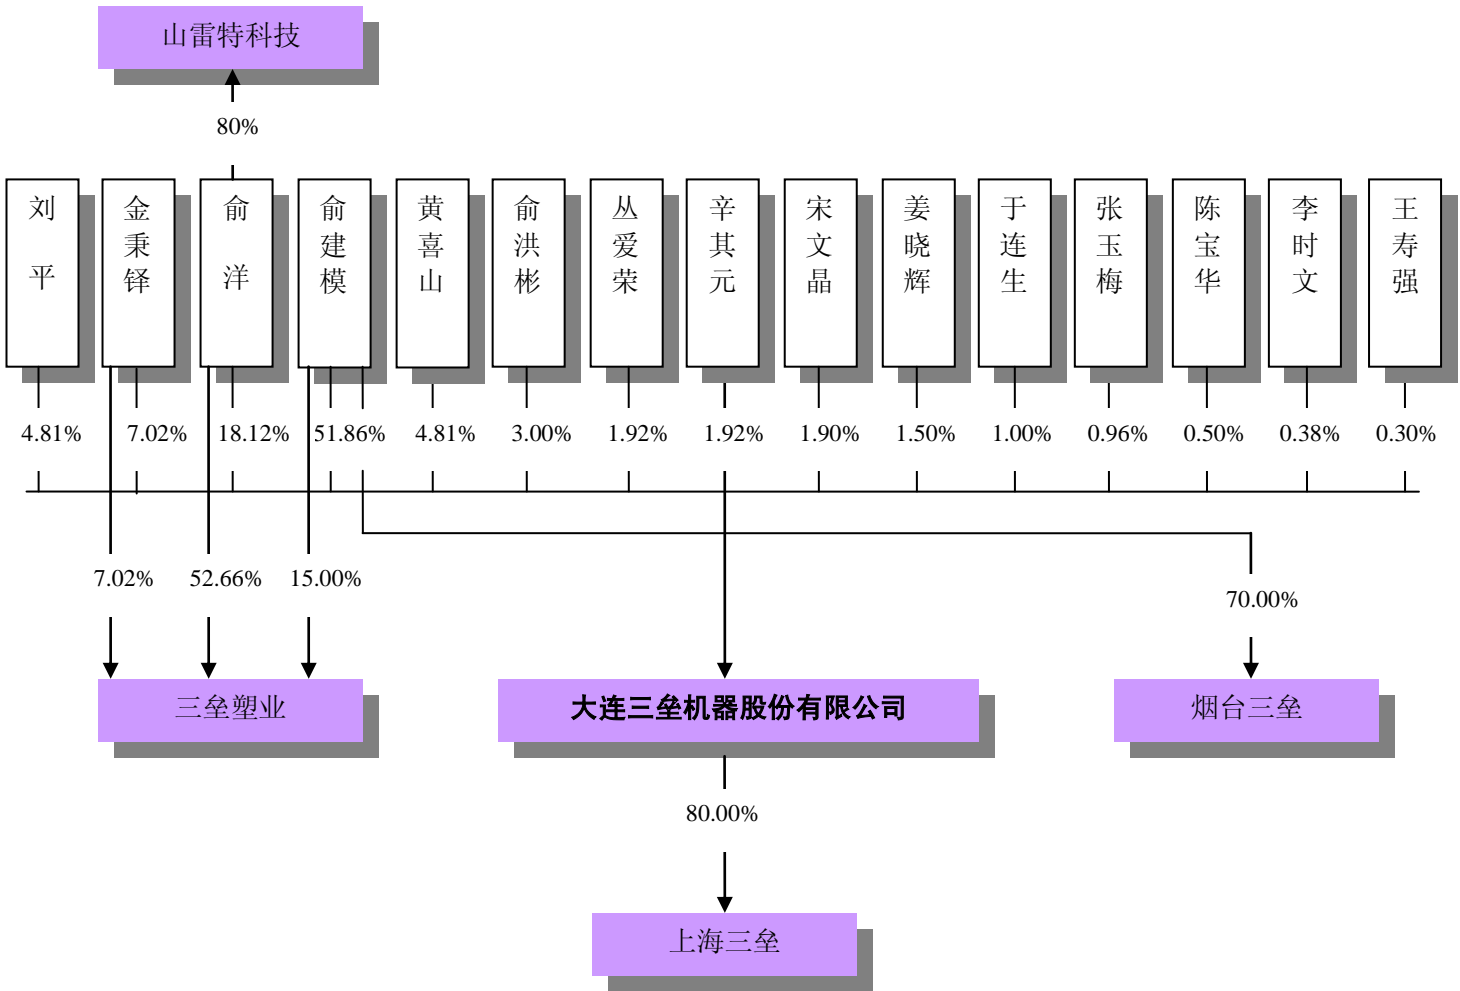 山雷特科技
80%
刘平
金秉铎
俞洋
俞建模
黄喜山
俞洪彬
丛爱荣
辛其元
宋文晶
姜晓辉
于连生
张玉梅
陈宝华
李时文
王寿强
4.81%
7.02%
18.12%
51.86%
4.81%
3.00%
1.92%
1.92%
1.90%
1.50%
1.00%
0.96%
0.50%
0.38%
0.30%
7.02%
52.66%
15.00%
70.00%
三垒塑业
大连三垒机器股份有限公司
烟台三垒
80.00%
上海三垒